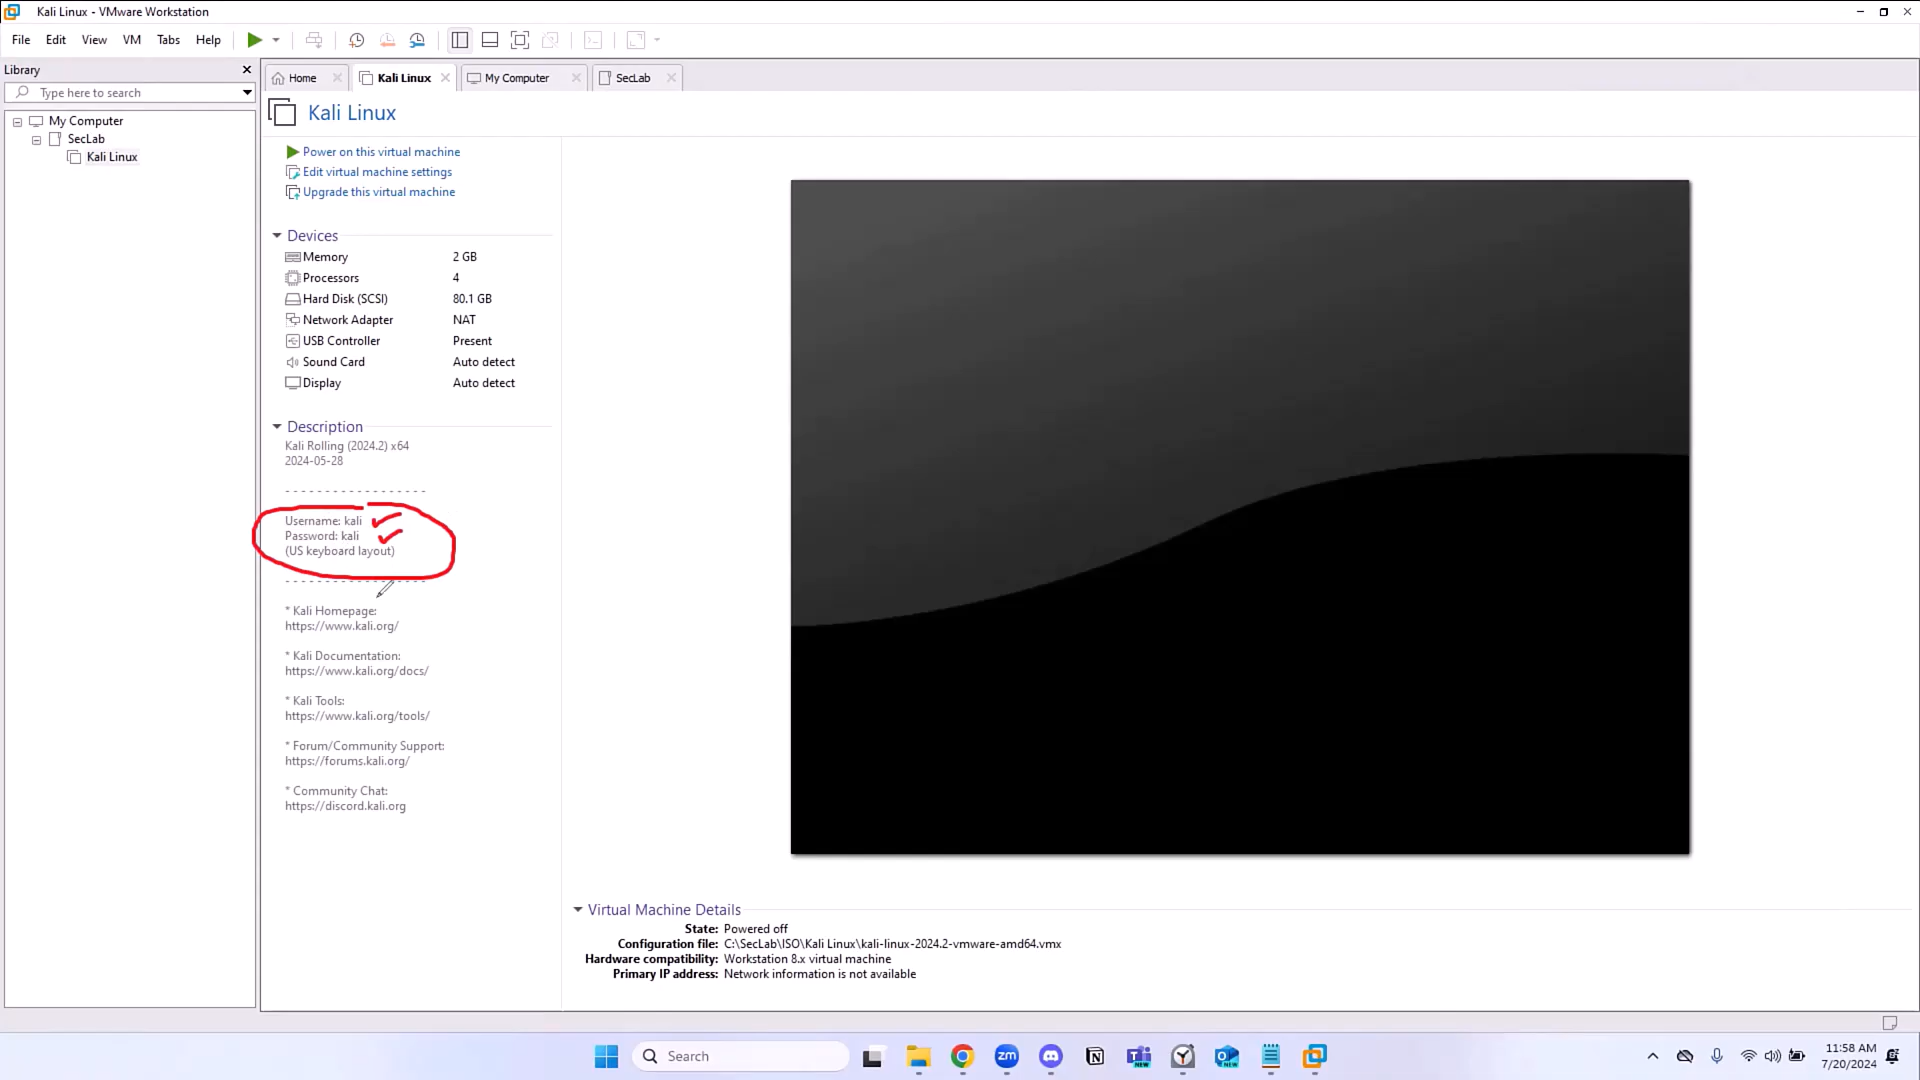 Kali Linux - VMware Workstation
File Edit View VM Tabs Help
Library
Type here to search
My Computer
SecLab
Kali Linux
Home Kali Linux My Computer SecLab
Kali Linux
Power on this virtual machine
Edit virtual machine settings
Upgrade this virtual machine
Devices
Memory 2 GB
Processors 4
Hard Disk (SCSI) 80.1 GB
Network Adapter NAT
USB Controller Present
Sound Card Auto detect
Display Auto detect
Description
Kali Rolling (2024.2) x64
2024-05-28
- - - - - - - - - - - - - - - - - -
Username: kali
Password: kali
(US keyboard layout)
- - - - - - - - - - - - - - - - - -
* Kali Homepage:
https://www.kali.org/
* Kali Documentation:
https://www.kali.org/docs/
* Kali Tools:
https://www.kali.org/tools/
* Forum/Community Support:
https://forums.kali.org/
* Community Chat:
https://discord.kali.org
Virtual Machine Details
State: Powered off
Configuration file: C:\SecLab\ISO\Kali Linux\kali-linux-2024.2-vmware-amd64.vmx
Hardware compatibility: Workstation 8.x virtual machine
Primary IP address: Network information is not available
Search
zm
NEW
NEW
11:58 AM
7/20/2024